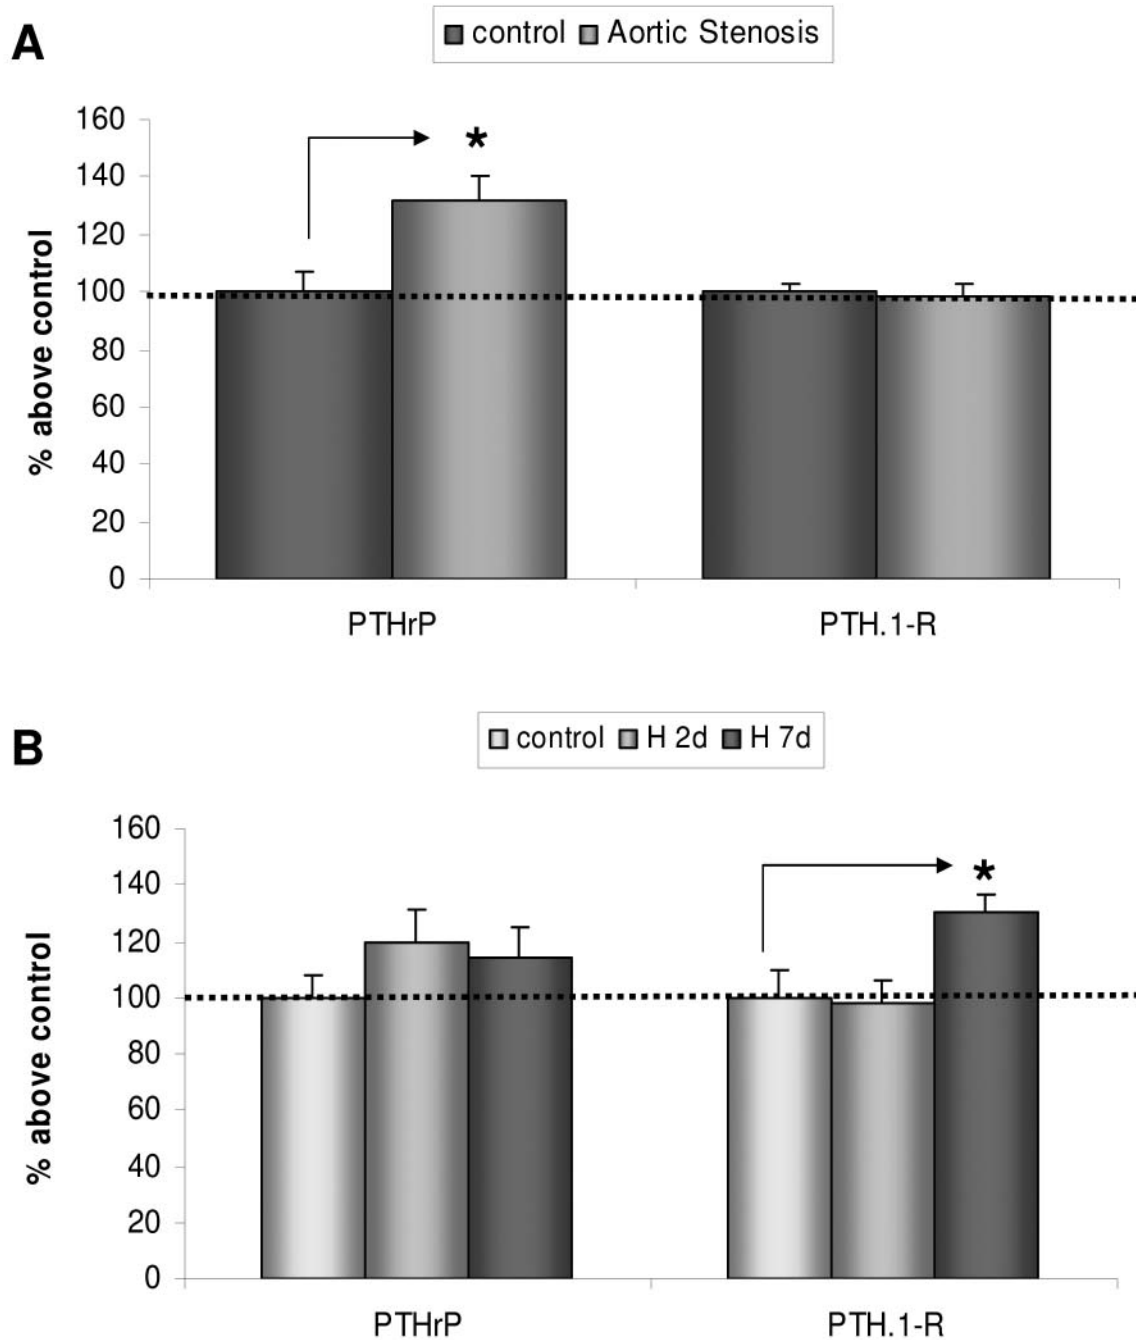 A
control Aortic Stenosis
160
140
120
100
80
60
40
20
0
% above control
*
PTHrP PTH.1-R
B
control H 2d H 7d
160
140
120
100
80
60
40
20
0
% above control
*
PTHrP PTH.1-R